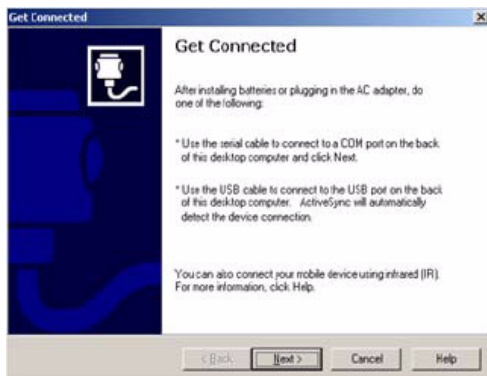 Get Connected
Get Connected
After installing batteries or plugging in the AC adapter, do
one of the following:
* Use the serial cable to connect to a COM port on the back
of this desktop computer and click Next.
* Use the USB cable to connect to the USB port on the back
of this desktop computer. ActiveSync will automatically
detect the device connection.
You can also connect your mobile device using infrared (IR).
For more information, click Help.
< Back Next > Cancel Help